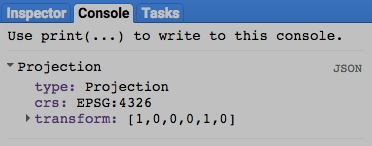 Inspector Console Tasks
Use print(...) to write to this console.
Projection JSON
type: Projection
crs: EPSG:4326
transform: [1,0,0,0,1,0]